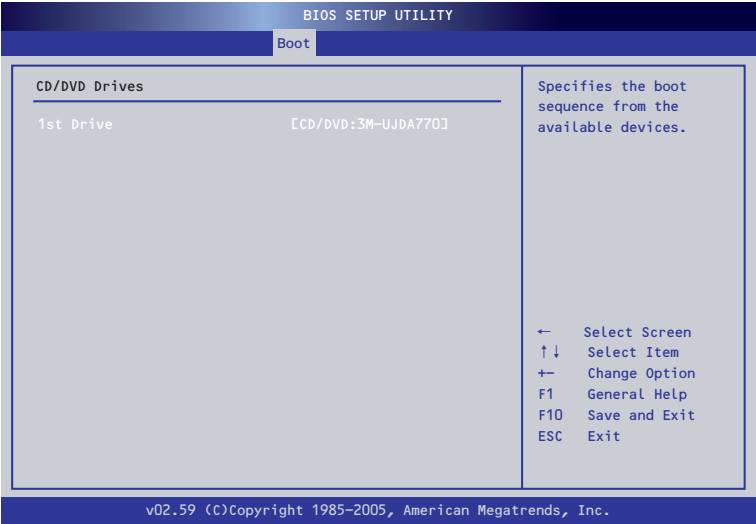 BIOS SETUP UTILITY
Boot
CD/DVD Drives
1st Drive [CD/DVD:3M-UJDA770]
Specifies the boot
sequence from the
available devices.
← Select Screen
↑↓ Select Item
+- Change Option
F1 General Help
F10 Save and Exit
ESC Exit
v02.59 (C)Copyright 1985-2005, American Megatrends, Inc.